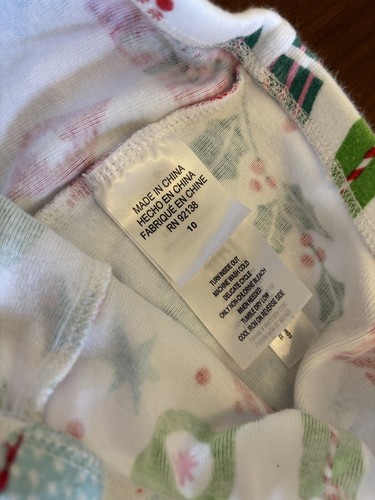 MADE IN CHINA
HECHO EN CHINA
FABRIQUÉ EN CHINE
RN 92138
10
TURN INSIDE OUT
MACHINE WASH COLD
DELICATE CYCLE
ONLY NON-CHLORINE BLEACH
WHEN NEEDED
TUMBLE DRY LOW
COOL IRON ON REVERSE SIDE